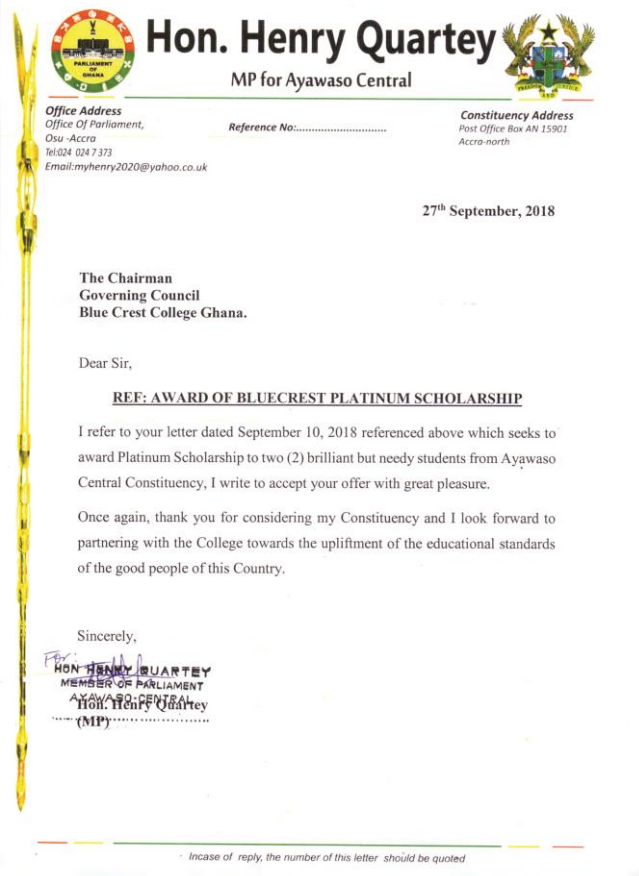 PARLIAMENT
OF
GHANA
Hon. Henry Quartey
MP for Ayawaso Central
FREEDOM AND JUSTICE
Office Address
Office Of Parliament,
Osu -Accra
Tel:024 024 7 373
Email:myhenry2020@yahoo.co.uk
Reference No:..............................
Constituency Address
Post Office Box AN 15901
Accra-north
27th September, 2018
The Chairman
Governing Council
Blue Crest College Ghana.
Dear Sir,
REF: AWARD OF BLUECREST PLATINUM SCHOLARSHIP
I refer to your letter dated September 10, 2018 referenced above which seeks to
award Platinum Scholarship to two (2) brilliant but needy students from Ayawaso
Central Constituency, I write to accept your offer with great pleasure.
Once again, thank you for considering my Constituency and I look forward to
partnering with the College towards the upliftment of the educational standards
of the good people of this Country.
Sincerely,
For:
HON HENRY QUARTEY
MEMBER OF PARLIAMENT
AYAWASO-CENTRAL
Hon. Henry Quartey
(MP)
Incase of reply, the number of this letter should be quoted